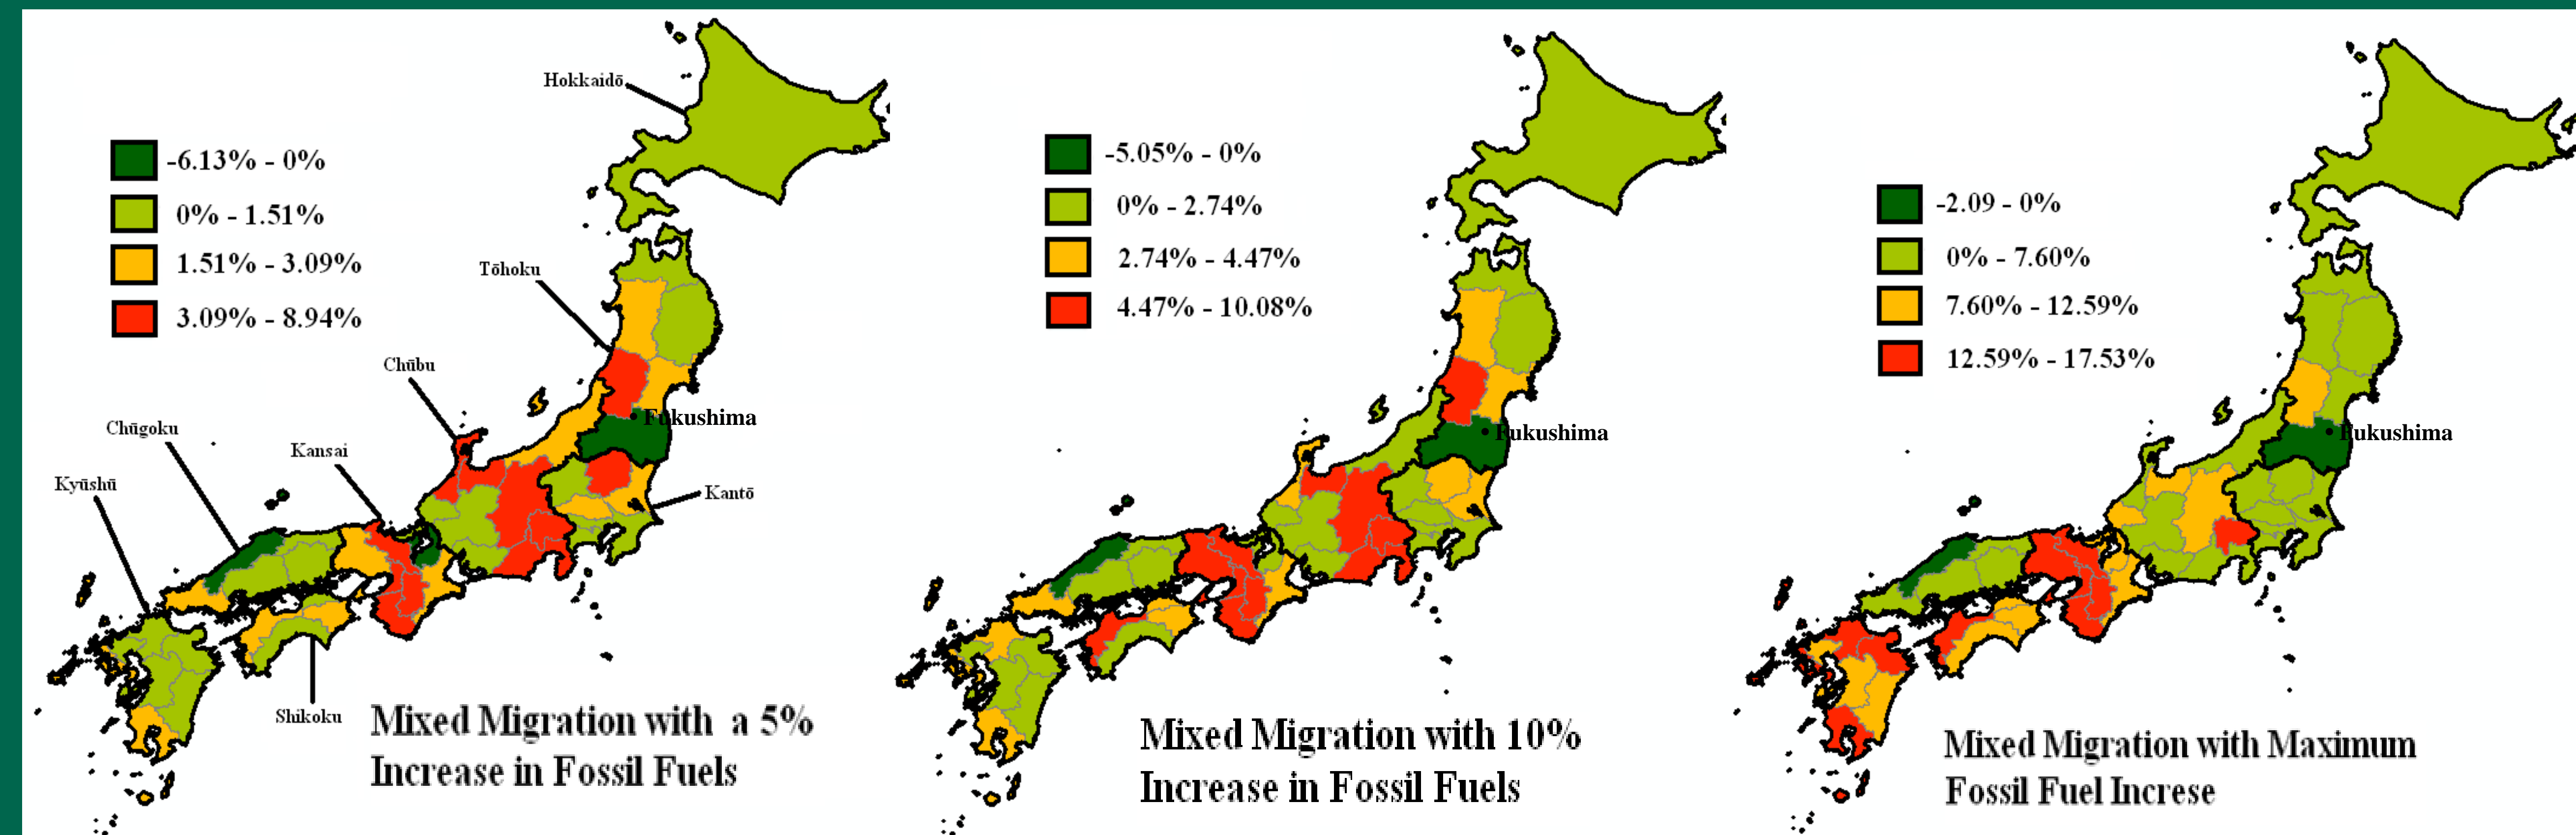 Hokkaidō
-6.13% - 0%
0% - 1.51%
1.51% - 3.09%
3.09% - 8.94%
Tōhoku
Chūbu
Fukushima
Chūgoku
Kansai
Kyūshū
Kantō
Shikoku
Mixed Migration with a 5%
Increase in Fossil Fuels
-5.05% - 0%
0% - 2.74%
2.74% - 4.47%
4.47% - 10.08%
Fukushima
Mixed Migration with 10%
Increase in Fossil Fuels
-2.09 - 0%
0% - 7.60%
7.60% - 12.59%
12.59% - 17.53%
Fukushima
Mixed Migration with Maximum
Fossil Fuel Increse